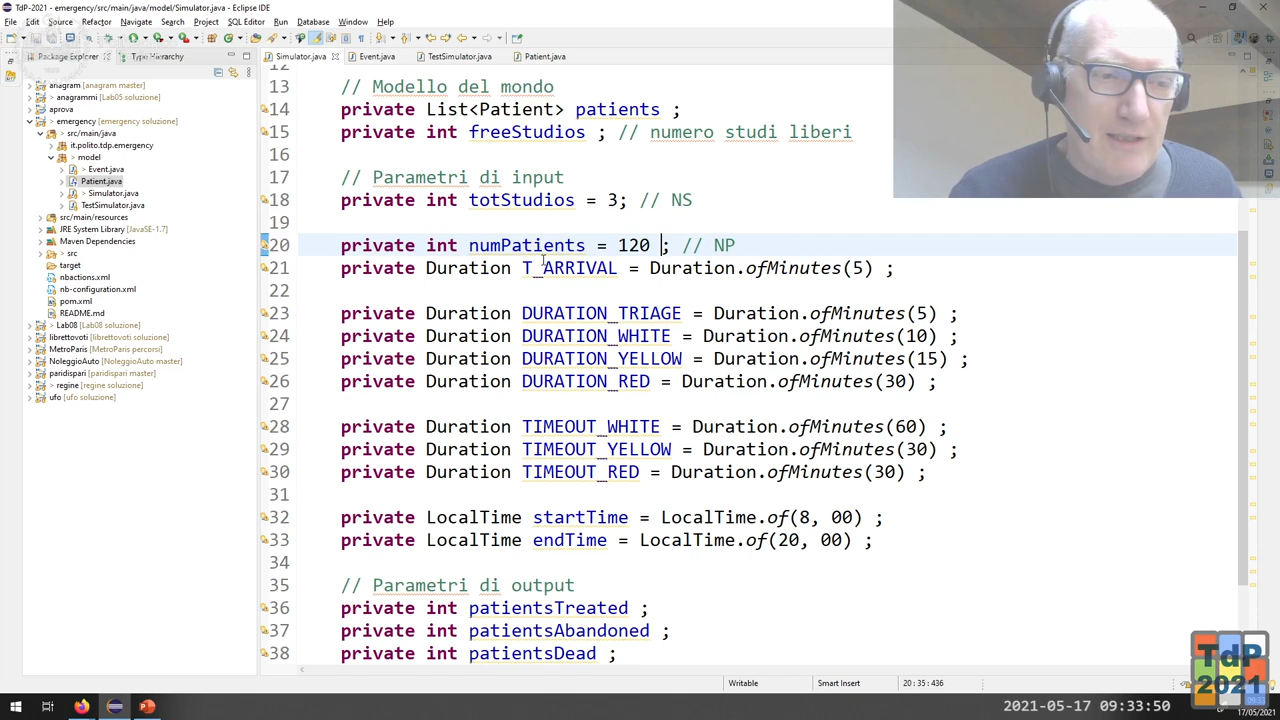 TdP-2021 - emergency/src/main/java/model/Simulator.java - Eclipse IDE
File Edit Source Refactor Navigate Search Project SQL Editor Run Database Window Help
Package Explorer Type Hierarchy
Simulator.java Event.java TestSimulator.java Patient.java
anagram [anagram master]
anagrammi [Lab05 soluzione]
aprova
emergency [emergency soluzione]
src/main/java
it.polito.tdp.emergency
model
> Event.java
Patient.java
> Simulator.java
TestSimulator.java
src/main/resources
JRE System Library [JavaSE-1.7]
Maven Dependencies
> src
target
nbactions.xml
nb-configuration.xml
pom.xml
README.md
> Lab08 [Lab08 soluzione]
librettovoti [librettovoti master]
MetroParis [MetroParis percorsi]
NoleggioAuto [NoleggioAuto master]
paridispari [paridispari master]
> regine [regine soluzione]
ufo [ufo soluzione]
12
13 // Modello del mondo
14 private List<Patient> patients ;
15 private int freeStudios ; // numero studi liberi
16
17 // Parametri di input
18 private int totStudios = 3; // NS
19
20 private int numPatients = 120 ; // NP
21 private Duration T_ARRIVAL = Duration.ofMinutes(5) ;
22
23 private Duration DURATION_TRIAGE = Duration.ofMinutes(5) ;
24 private Duration DURATION_WHITE = Duration.ofMinutes(10) ;
25 private Duration DURATION_YELLOW = Duration.ofMinutes(15) ;
26 private Duration DURATION_RED = Duration.ofMinutes(30) ;
27
28 private Duration TIMEOUT_WHITE = Duration.ofMinutes(60) ;
29 private Duration TIMEOUT_YELLOW = Duration.ofMinutes(30) ;
30 private Duration TIMEOUT_RED = Duration.ofMinutes(30) ;
31
32 private LocalTime startTime = LocalTime.of(8, 00) ;
33 private LocalTime endTime = LocalTime.of(20, 00) ;
34
35 // Parametri di output
36 private int patientsTreated ;
37 private int patientsAbandoned ;
38 private int patientsDead ;
Writable Smart Insert 20 : 35 : 436
TdP
2021
2021-05-17 09:33:50
17/05/2021